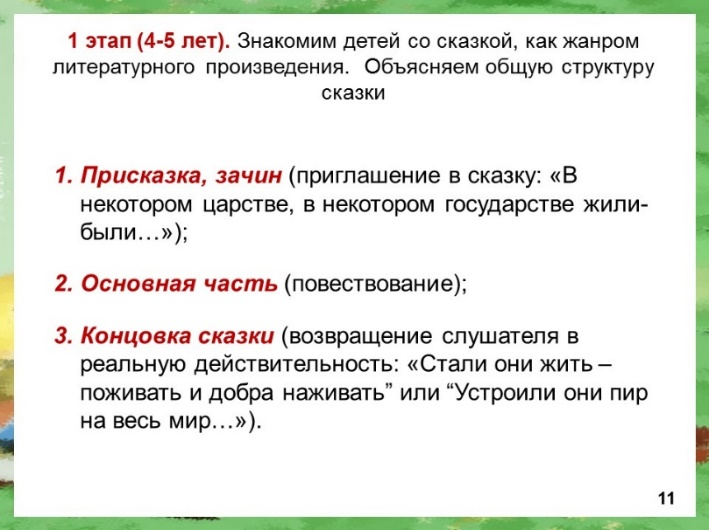 1 этап (4-5 лет). Знакомим детей со сказкой, как жанром
литературного произведения. Объясняем общую структуру
сказки
1. Присказка, зачин (приглашение в сказку: «В
некотором царстве, в некотором государстве жили-
были…»);
2. Основная часть (повествование);
3. Концовка сказки (возвращение слушателя в
реальную действительность: «Стали они жить –
поживать и добра наживать” или “Устроили они пир
на весь мир…»).
11